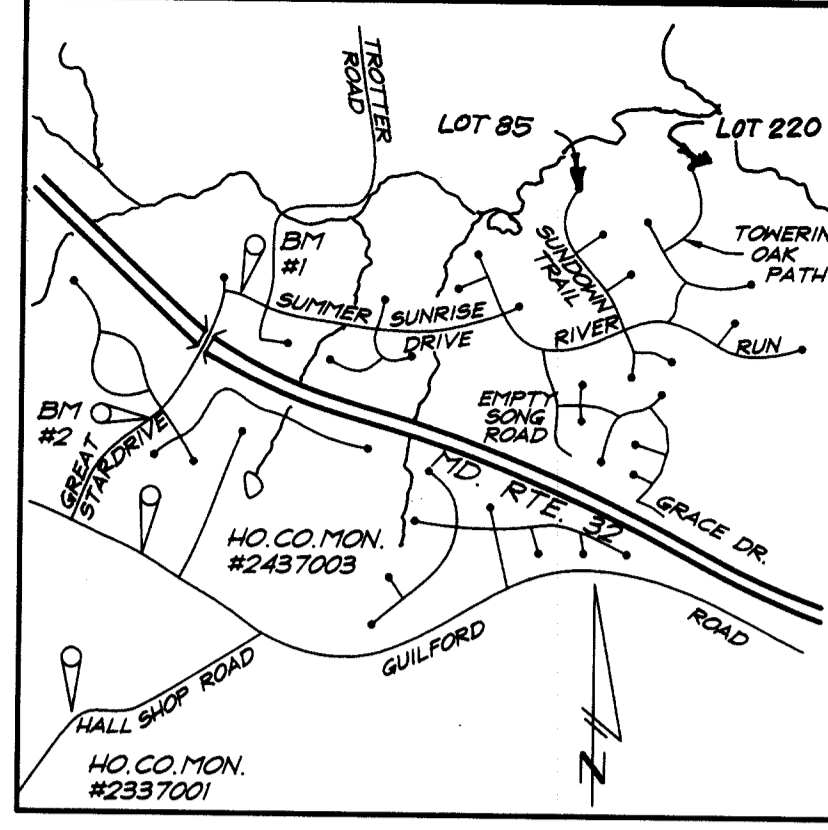 TROTTER
ROAD
LOT 85
LOT 220
BM
#1
SUNDOWN
TRAIL
OAK
PATH
SUMMER SUNRISE
DRIVE
RIVER
RUN
BM
#2
EMPTY
SONG
ROAD
GREAT
STAR DRIVE
MD. RTE. 32
GRACE DR.
HO. CO. MON.
#2437003
GUILFORD
ROAD
HALL SHOP ROAD
HO. CO. MON.
#2337001
N